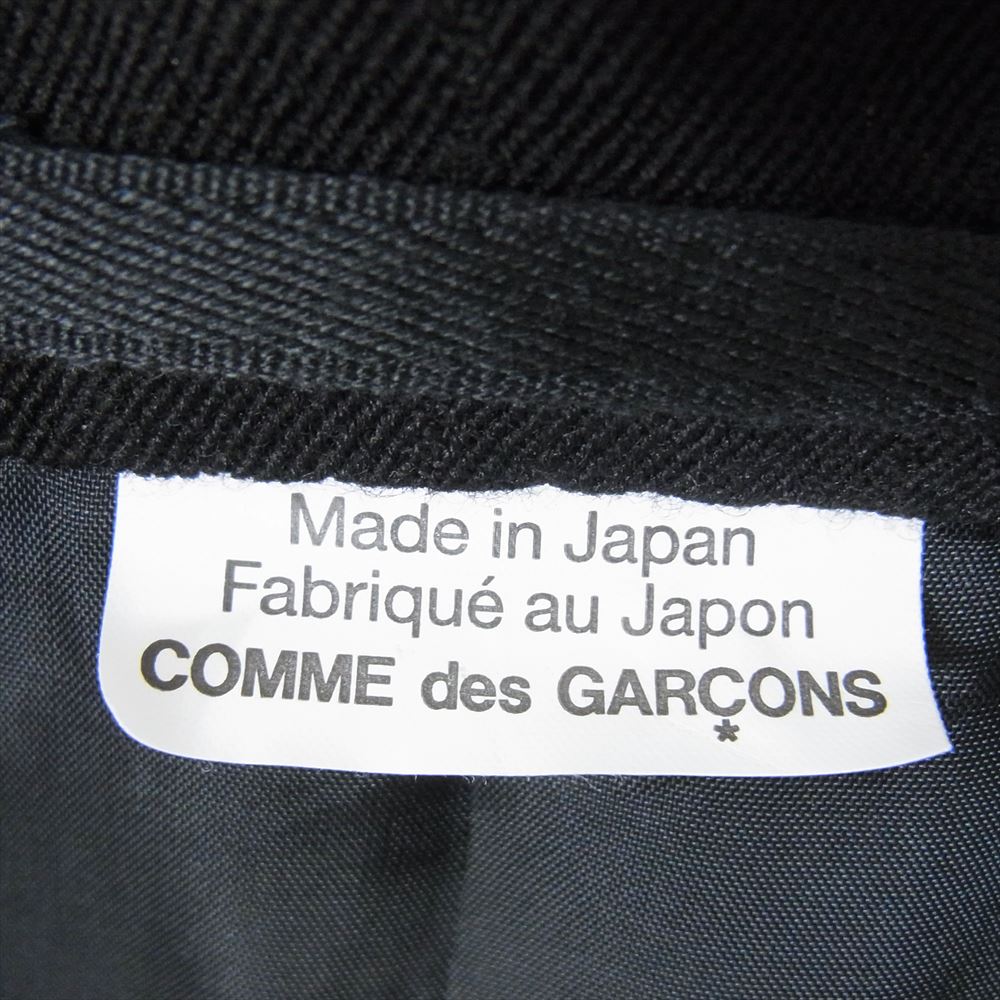 Made in Japan
Fabriqué au Japon
COMME des GARÇONS
*